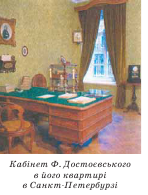 Кабінет Ф. Достоєвського
в його квартирі
в Санкт-Петербурзі